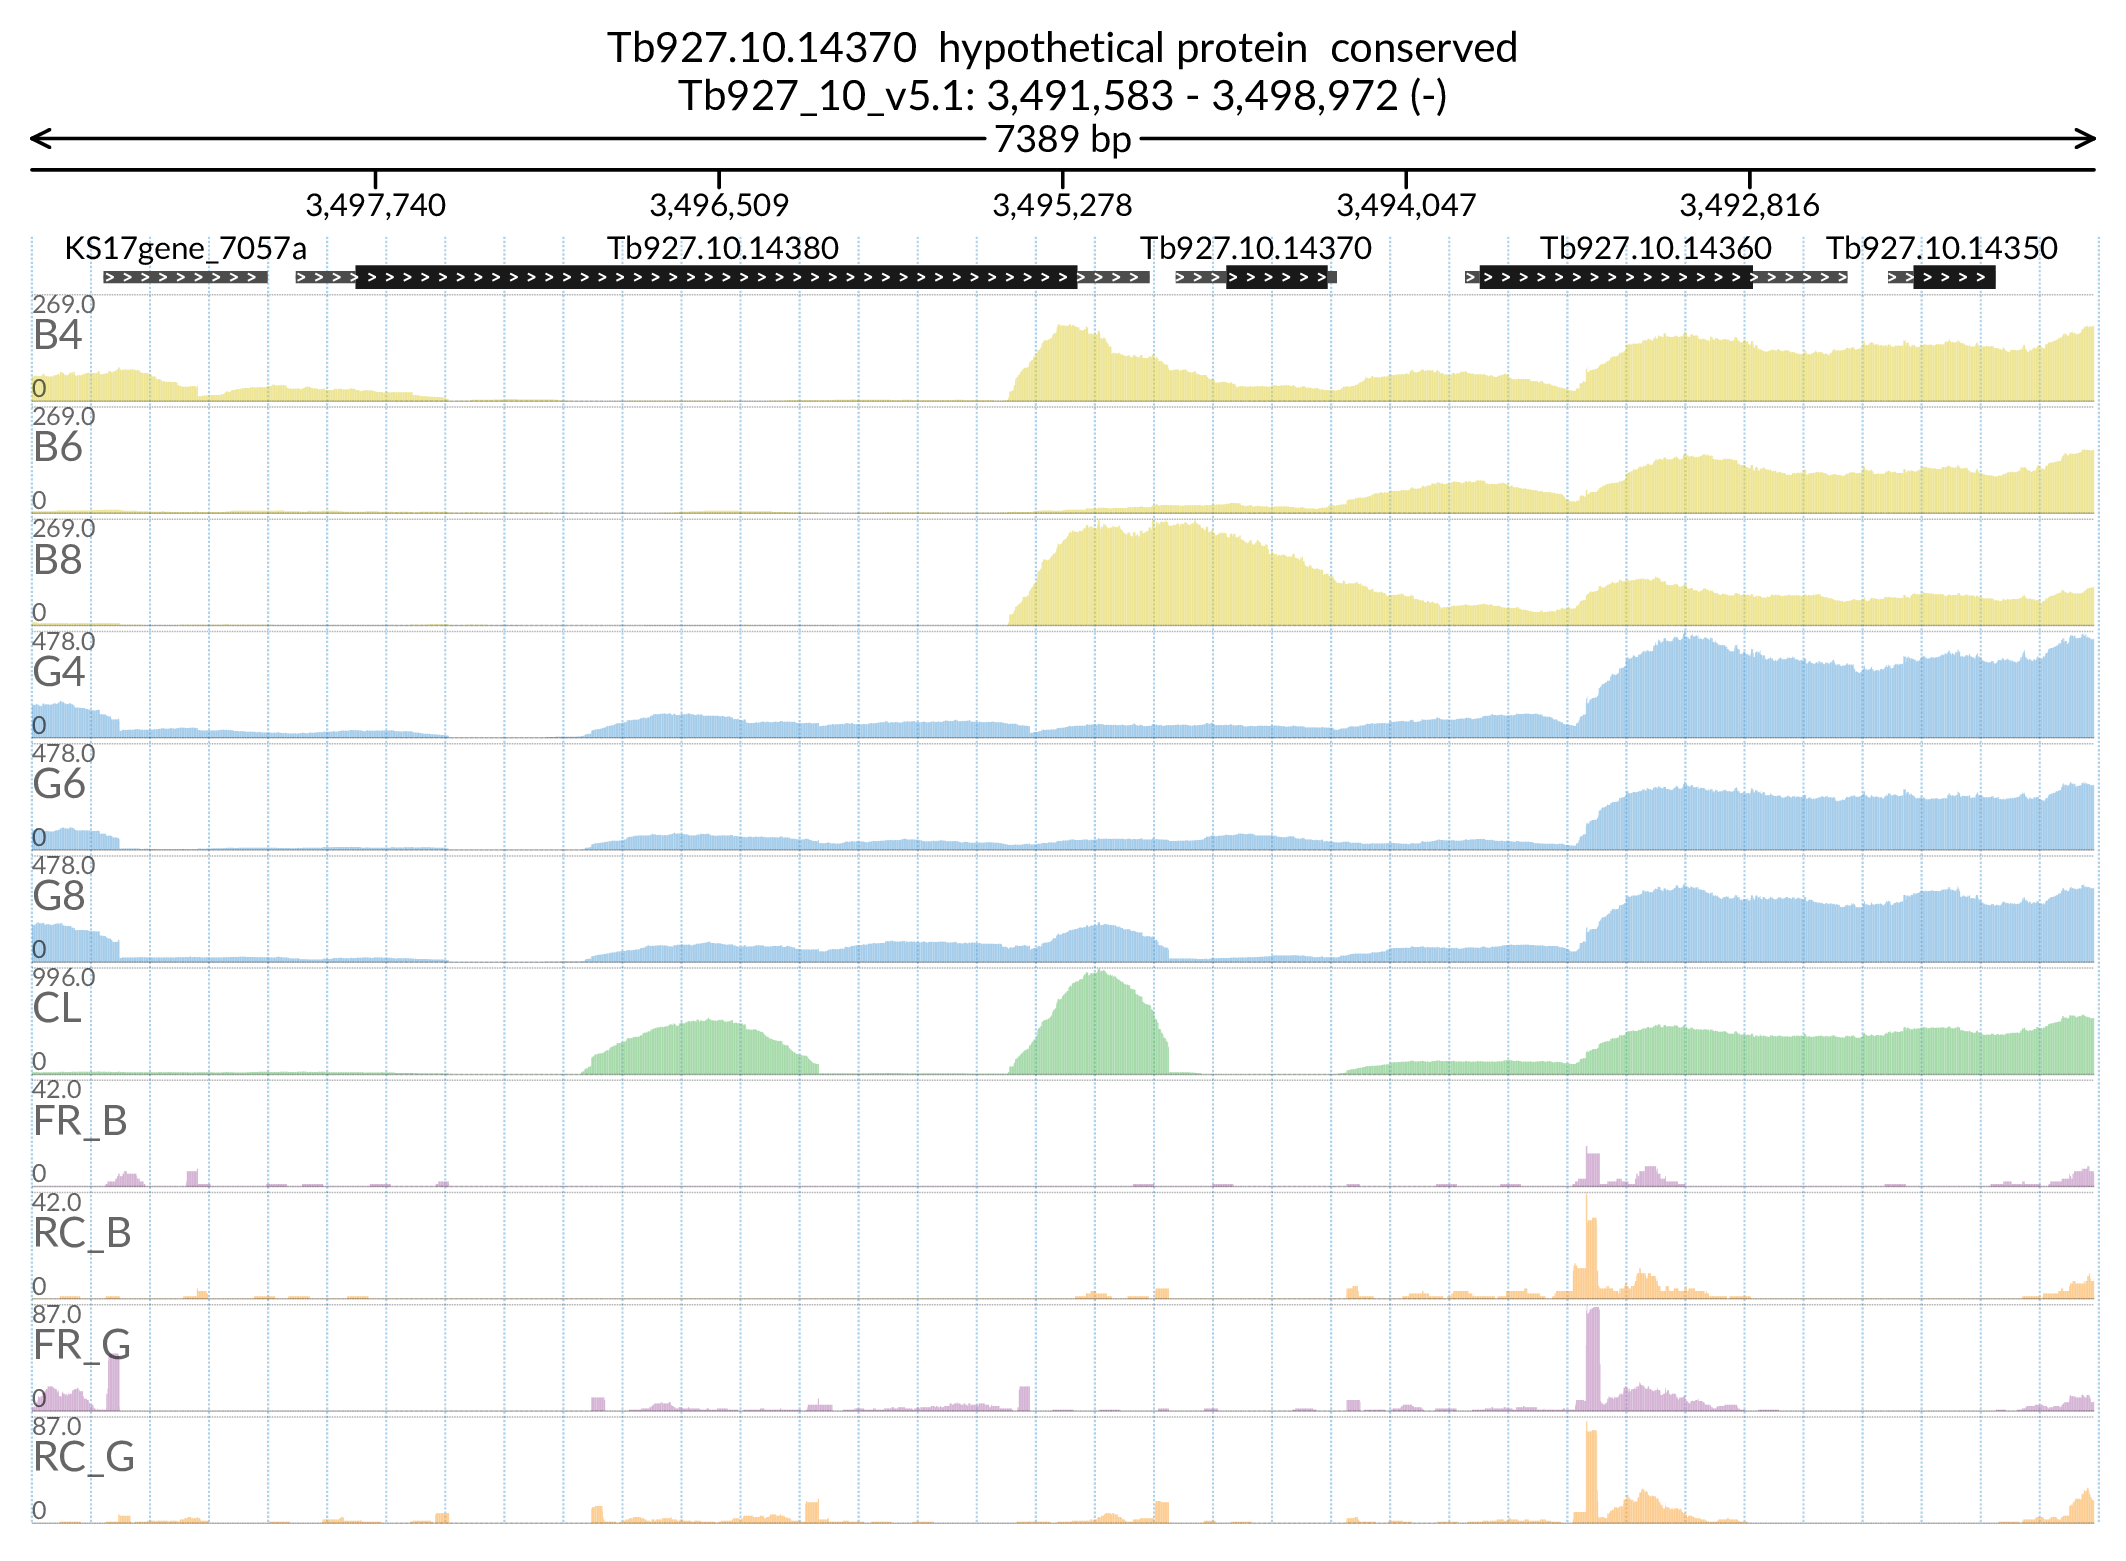 Tb927.10.14370  hypothetical protein  conserved
Tb927_10_v5.1: 3,491,583 - 3,498,972 (-)
7389 bp
3,497,740 3,496,509 3,495,278 3,494,047 3,492,816
KS17gene_7057a Tb927.10.14380 Tb927.10.14370 Tb927.10.14360 Tb927.10.14350
269.0
B4
0
269.0
B6
0
269.0
B8
0
478.0
G4
0
478.0
G6
0
478.0
G8
0
996.0
CL
0
42.0
FR_B
0
42.0
RC_B
0
87.0
FR_G
0
87.0
RC_G
0